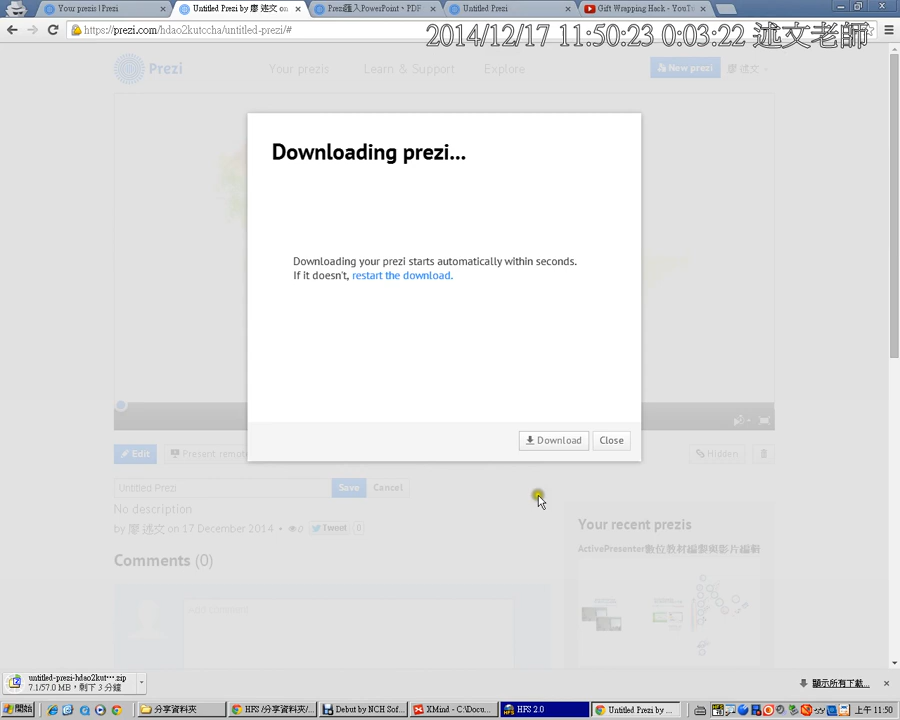 Your prezis | Prezi
Untitled Prezi by 廖 述文 on
Prezi匯入PowerPoint、PDF
Untitled Prezi
Gift Wrapping Hack - YouT
https://prezi.com/hdao2kutccha/untitled-prezi/#
2014/12/17 11:50:23 0:03:22 述文老師
Prezi
Your prezis
Learn & Support
Explore
New prezi
廖 述文
Downloading prezi...
Downloading your prezi starts automatically within seconds.
If it doesn't, restart the download.
Download
Close
Edit
Present remot
Hidden
Untitled Prezi
Save
Cancel
No description
by 廖 述文 on 17 December 2014 • 0
Tweet
0
Your recent prezis
ActivePresenter數位教材編製與影片編輯
Comments (0)
Add comment
untitled-prezi-hdao2kut....zip
7.1/57.0 MB，剩下 3 分鐘
顯示所有下載...
開始
分享資料夾
HFS /分享資料夾/...
Debut by NCH Sof...
XMind - C:\Docu...
HFS 2.0
Untitled Prezi by ...
上午 11:50